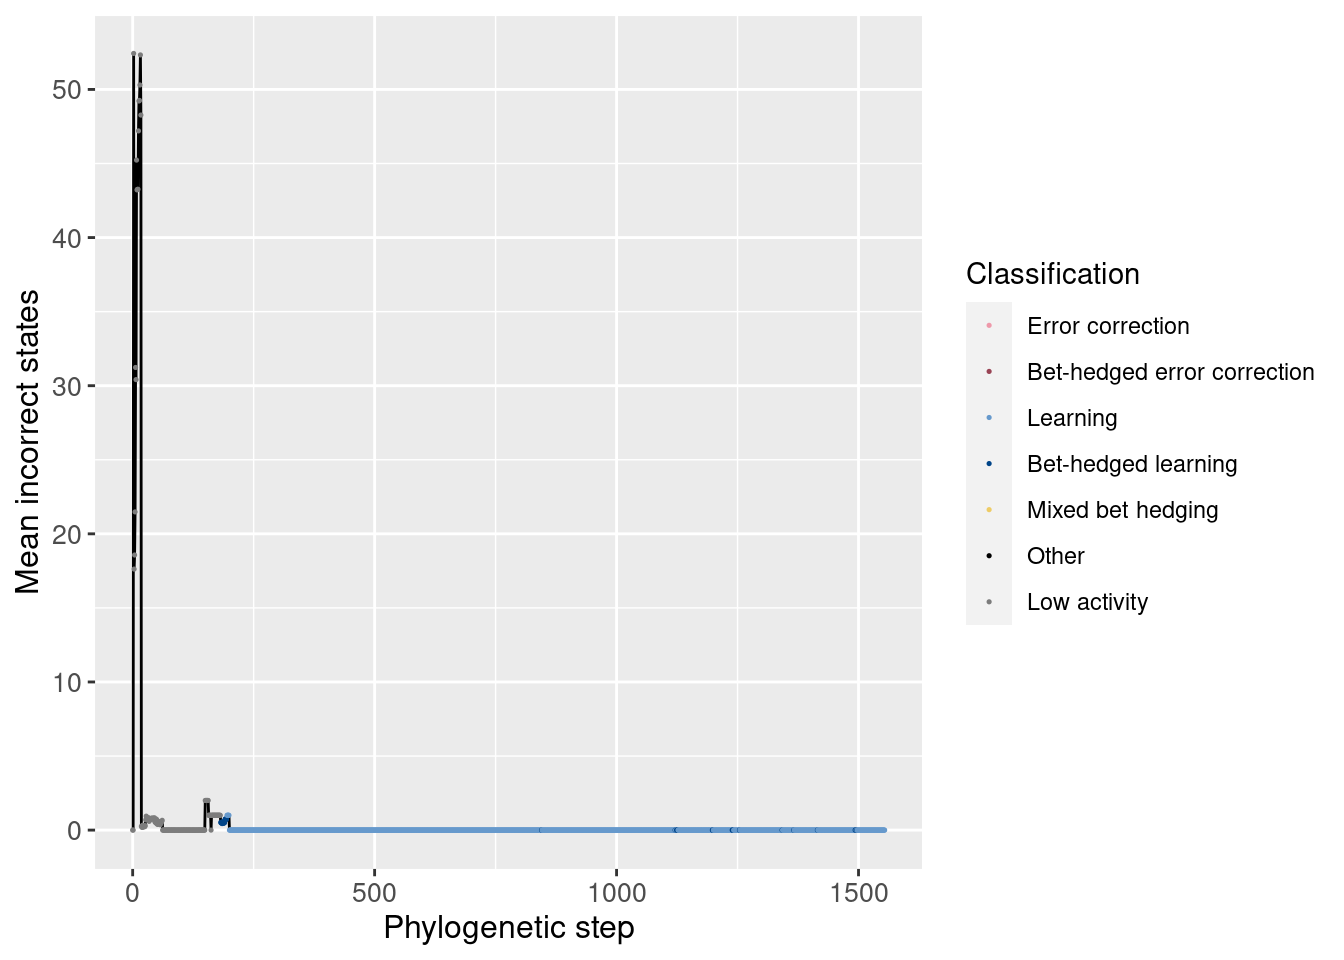 50
40
30
20
10
0
Mean incorrect states
0 500 1000 1500
Phylogenetic step
Classification
Error correction
Bet-hedged error correction
Learning
Bet-hedged learning
Mixed bet hedging
Other
Low activity